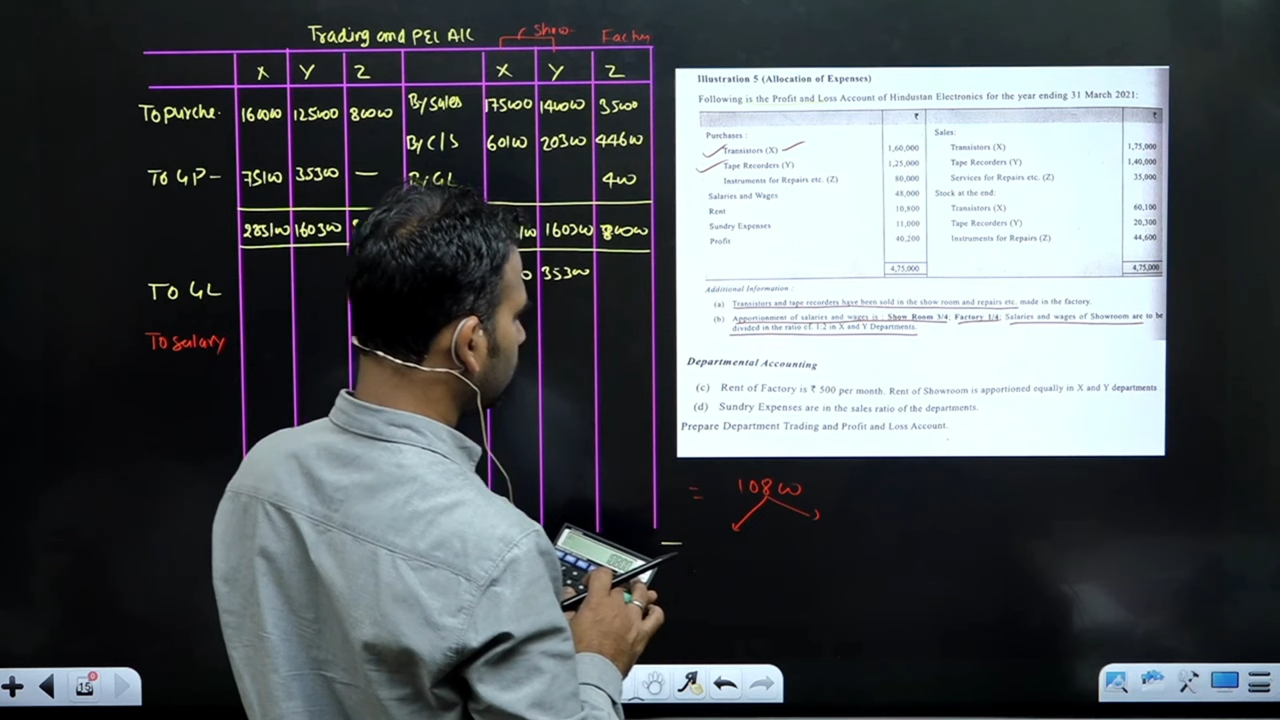 Trading and P&L A/C
Show
Factory
X Y Z X Y Z
To purche. 160000 125000 80000 By Sales 175000 140000 35000
By C/S 60100 20300 44600
To GP - 75100 35300 — By GL 400
235100 160300 160300 80000
35300
To GL
To salary
= 10800
15
Illustration 5 (Allocation of Expenses)
Following is the Profit and Loss Account of Hindustan Electronics for the year ending 31 March 2021:
₹ ₹
Purchases : Sales:
Transistors (X) 1,60,000 Transistors (X) 1,75,000
Tape Recorders (Y) 1,25,000 Tape Recorders (Y) 1,40,000
Instruments for Repairs etc. (Z) 80,000 Services for Repairs etc. (Z) 35,000
Salaries and Wages 48,000 Stock at the end:
Rent 10,800 Transistors (X) 60,100
Sundry Expenses 11,000 Tape Recorders (Y) 20,300
Profit 40,200 Instruments for Repairs (Z) 44,600
4,75,000 4,75,000
Additional Information :
(a) Transistors and tape recorders have been sold in the show room and repairs etc. made in the factory.
(b) Apportionment of salaries and wages is : Show Room 3/4; Factory 1/4; Salaries and wages of Showroom are to be
divided in the ratio of. 1:2 in X and Y Departments.
Departmental Accounting
(c) Rent of Factory is ₹ 500 per month. Rent of Showroom is apportioned equally in X and Y departments
(d) Sundry Expenses are in the sales ratio of the departments.
Prepare Department Trading and Profit and Loss Account.